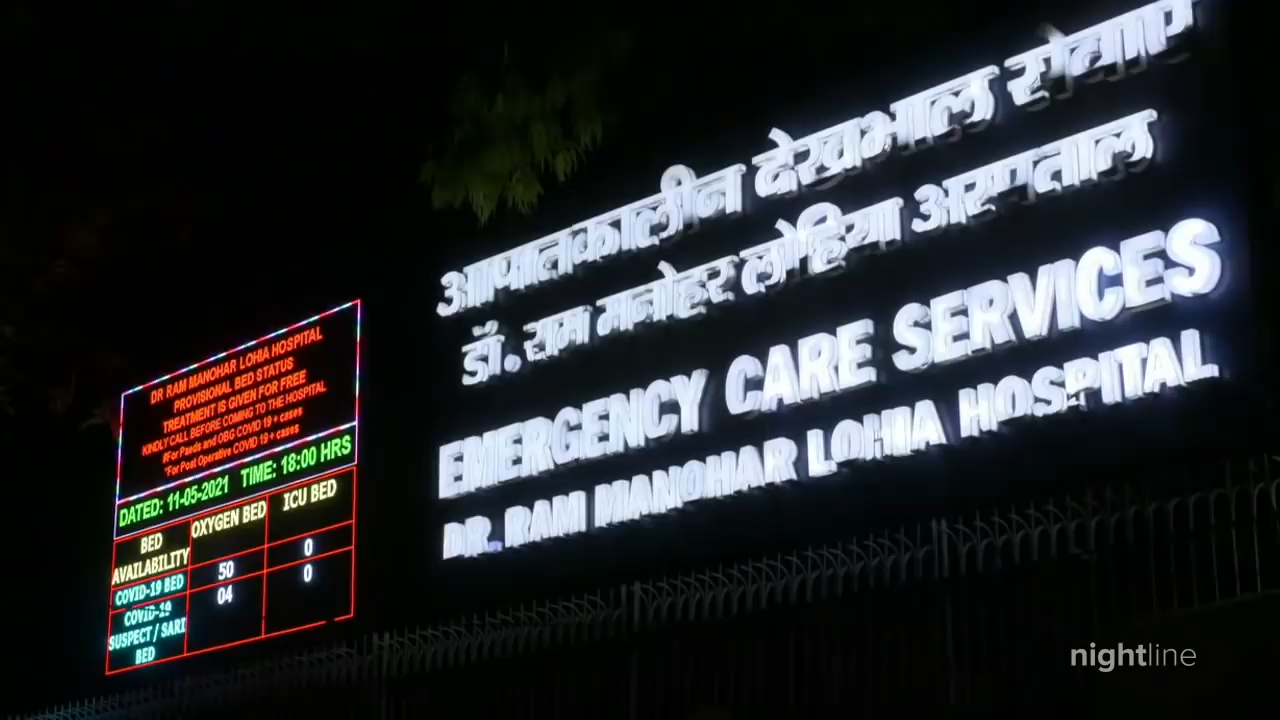 DR RAM MANOHAR LOHIA HOSPITAL
PROVISIONAL BED STATUS
TREATMENT IS GIVEN FOR FREE
KINDLY CALL BEFORE COMING TO THE HOSPITAL
#For Paeds and OBG COVID 19+ cases
*For Post Operative COVID 19+ cases
DATED: 11-05-2021 TIME: 18:00 HRS
BED AVAILABILITY OXYGEN BED ICU BED
COVID-19 BED 50 0
COVID-19 SUSPECT / SARI BED 04 0
आपातकालीन देखभाल सेवाएं
डॉ. राम मनोहर लोहिया अस्पताल
EMERGENCY CARE SERVICES
DR. RAM MANOHAR LOHIA HOSPITAL
nightline